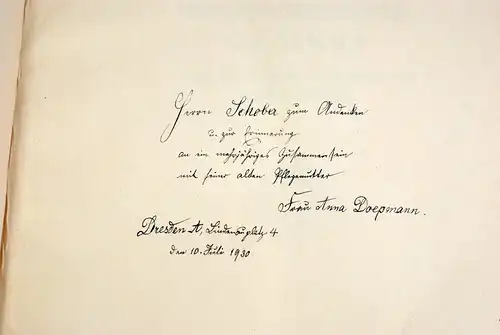 Herrn Schober zum Andenken
u. zur Erinnerung
an ein mehrjähriges Zusammensein
mit seiner alten Pflegemutter
Frau Anna Doepmann.
Dresden A, Lindenauplatz 4
den 10. Juli 1930